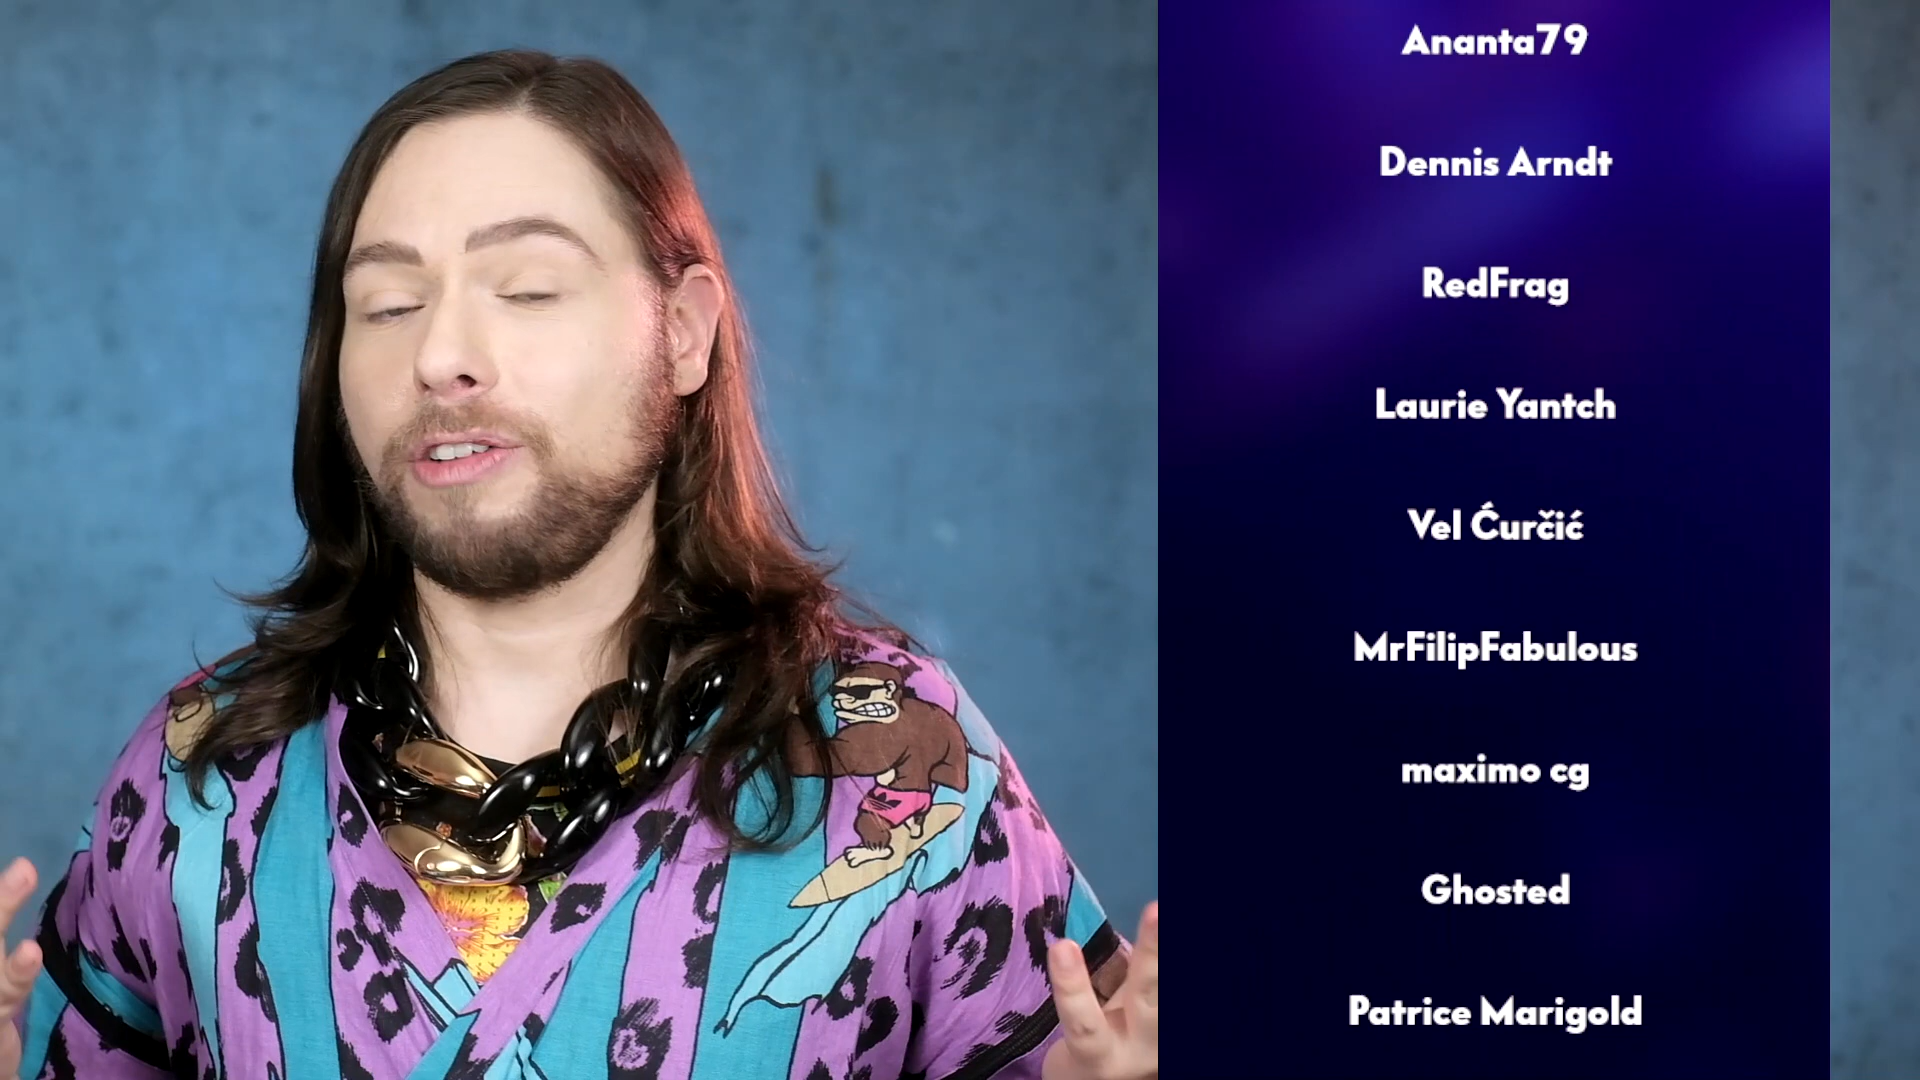 Ananta79
Dennis Arndt
RedFrag
Laurie Yantch
Vel Ćurčić
MrFilipFabulous
maximo cg
Ghosted
Patrice Marigold